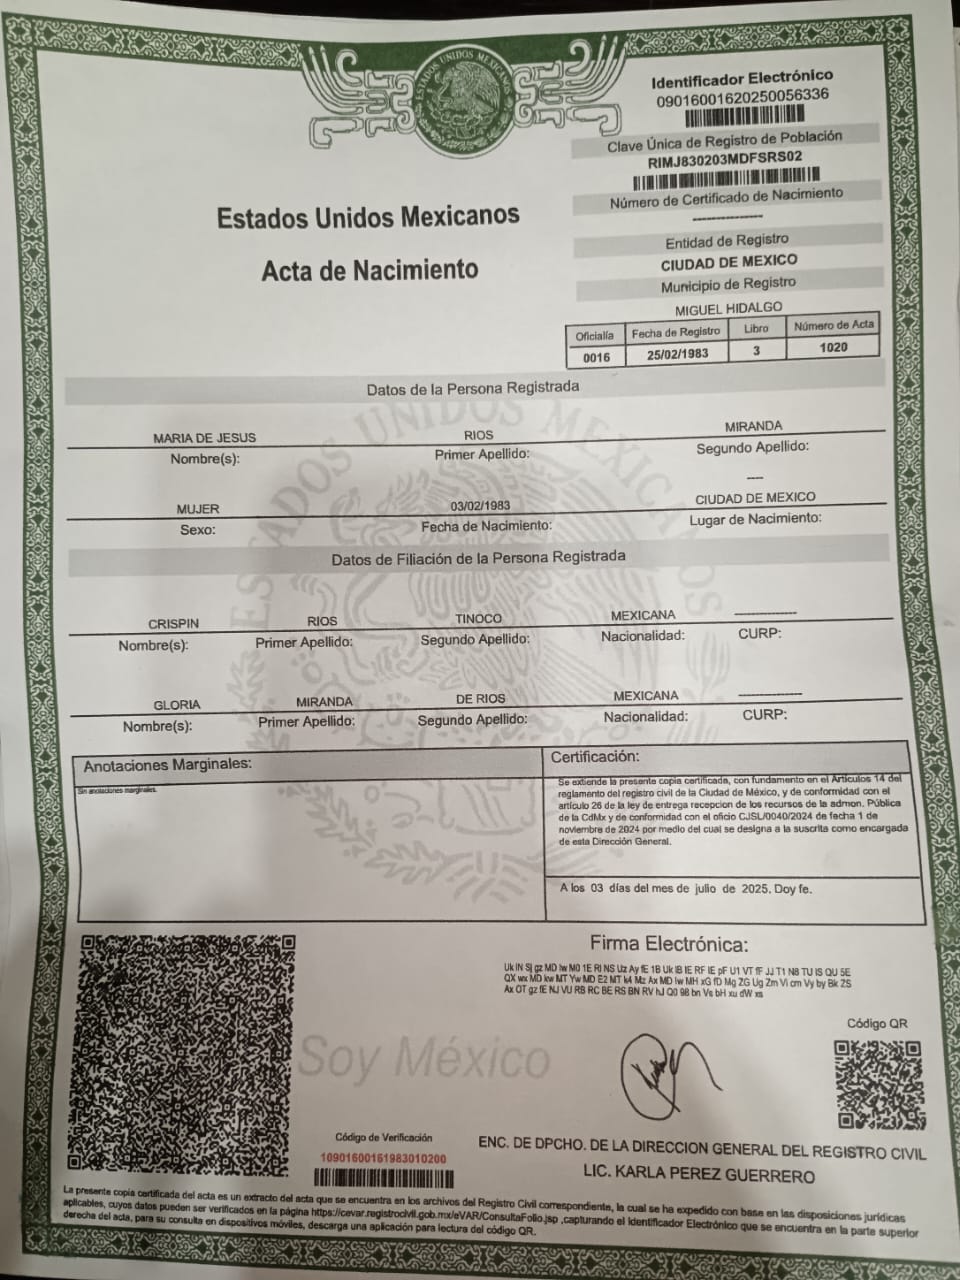 ESTADOS UNIDOS MEXICANOS
Identificador Electrónico
09016001620250056336
Clave Única de Registro de Población
RIMJ830203MDFSRS02
Número de Certificado de Nacimiento
Estados Unidos Mexicanos
Acta de Nacimiento
Entidad de Registro
CIUDAD DE MEXICO
Municipio de Registro
MIGUEL HIDALGO
Oficialía Fecha de Registro Libro Número de Acta
0016 25/02/1983 3 1020
Datos de la Persona Registrada
MARIA DE JESUS RIOS MIRANDA
Nombre(s): Primer Apellido: Segundo Apellido:
MUJER 03/02/1983 CIUDAD DE MEXICO
Sexo: Fecha de Nacimiento: Lugar de Nacimiento:
Datos de Filiación de la Persona Registrada
CRISPIN RIOS TINOCO MEXICANA
Nombre(s): Primer Apellido: Segundo Apellido: Nacionalidad: CURP:
GLORIA MIRANDA DE RIOS MEXICANA
Nombre(s): Primer Apellido: Segundo Apellido: Nacionalidad: CURP:
Anotaciones Marginales:
Sin anotaciones marginales.
Certificación:
Se extiende la presente copia certificada, con fundamento en el Artículos 14 del
reglamento del registro civil de la Ciudad de México, y de conformidad con el
artículo 26 de la ley de entrega recepcion de los recursos de la admon. Pública
de la CdMx y de conformidad con el oficio CJSL/0040/2024 de fecha 1 de
noviembre de 2024 por medio del cual se designa a la suscrita como encargada
de esta Dirección General.
A los 03 días del mes de julio de 2025. Doy fe.
Firma Electrónica:
Soy México
Código QR
Código de Verificación
10901600161983010200
ENC. DE DPCHO. DE LA DIRECCION GENERAL DEL REGISTRO CIVIL
LIC. KARLA PEREZ GUERRERO
La presente copia certificada del acta es un extracto del acta que se encuentra en los archivos del Registro Civil correspondiente, la cual se ha expedido con base en las disposiciones jurídicas
aplicables, cuyos datos pueden ser verificados en la página https://cevar.registrocivil.gob.mx/eVAR/ConsultaFolio.jsp ,capturando el Identificador Electrónico que se encuentra en la parte superior
derecha del acta, para su consulta en dispositivos móviles, descarga una aplicación para lectura del código QR.